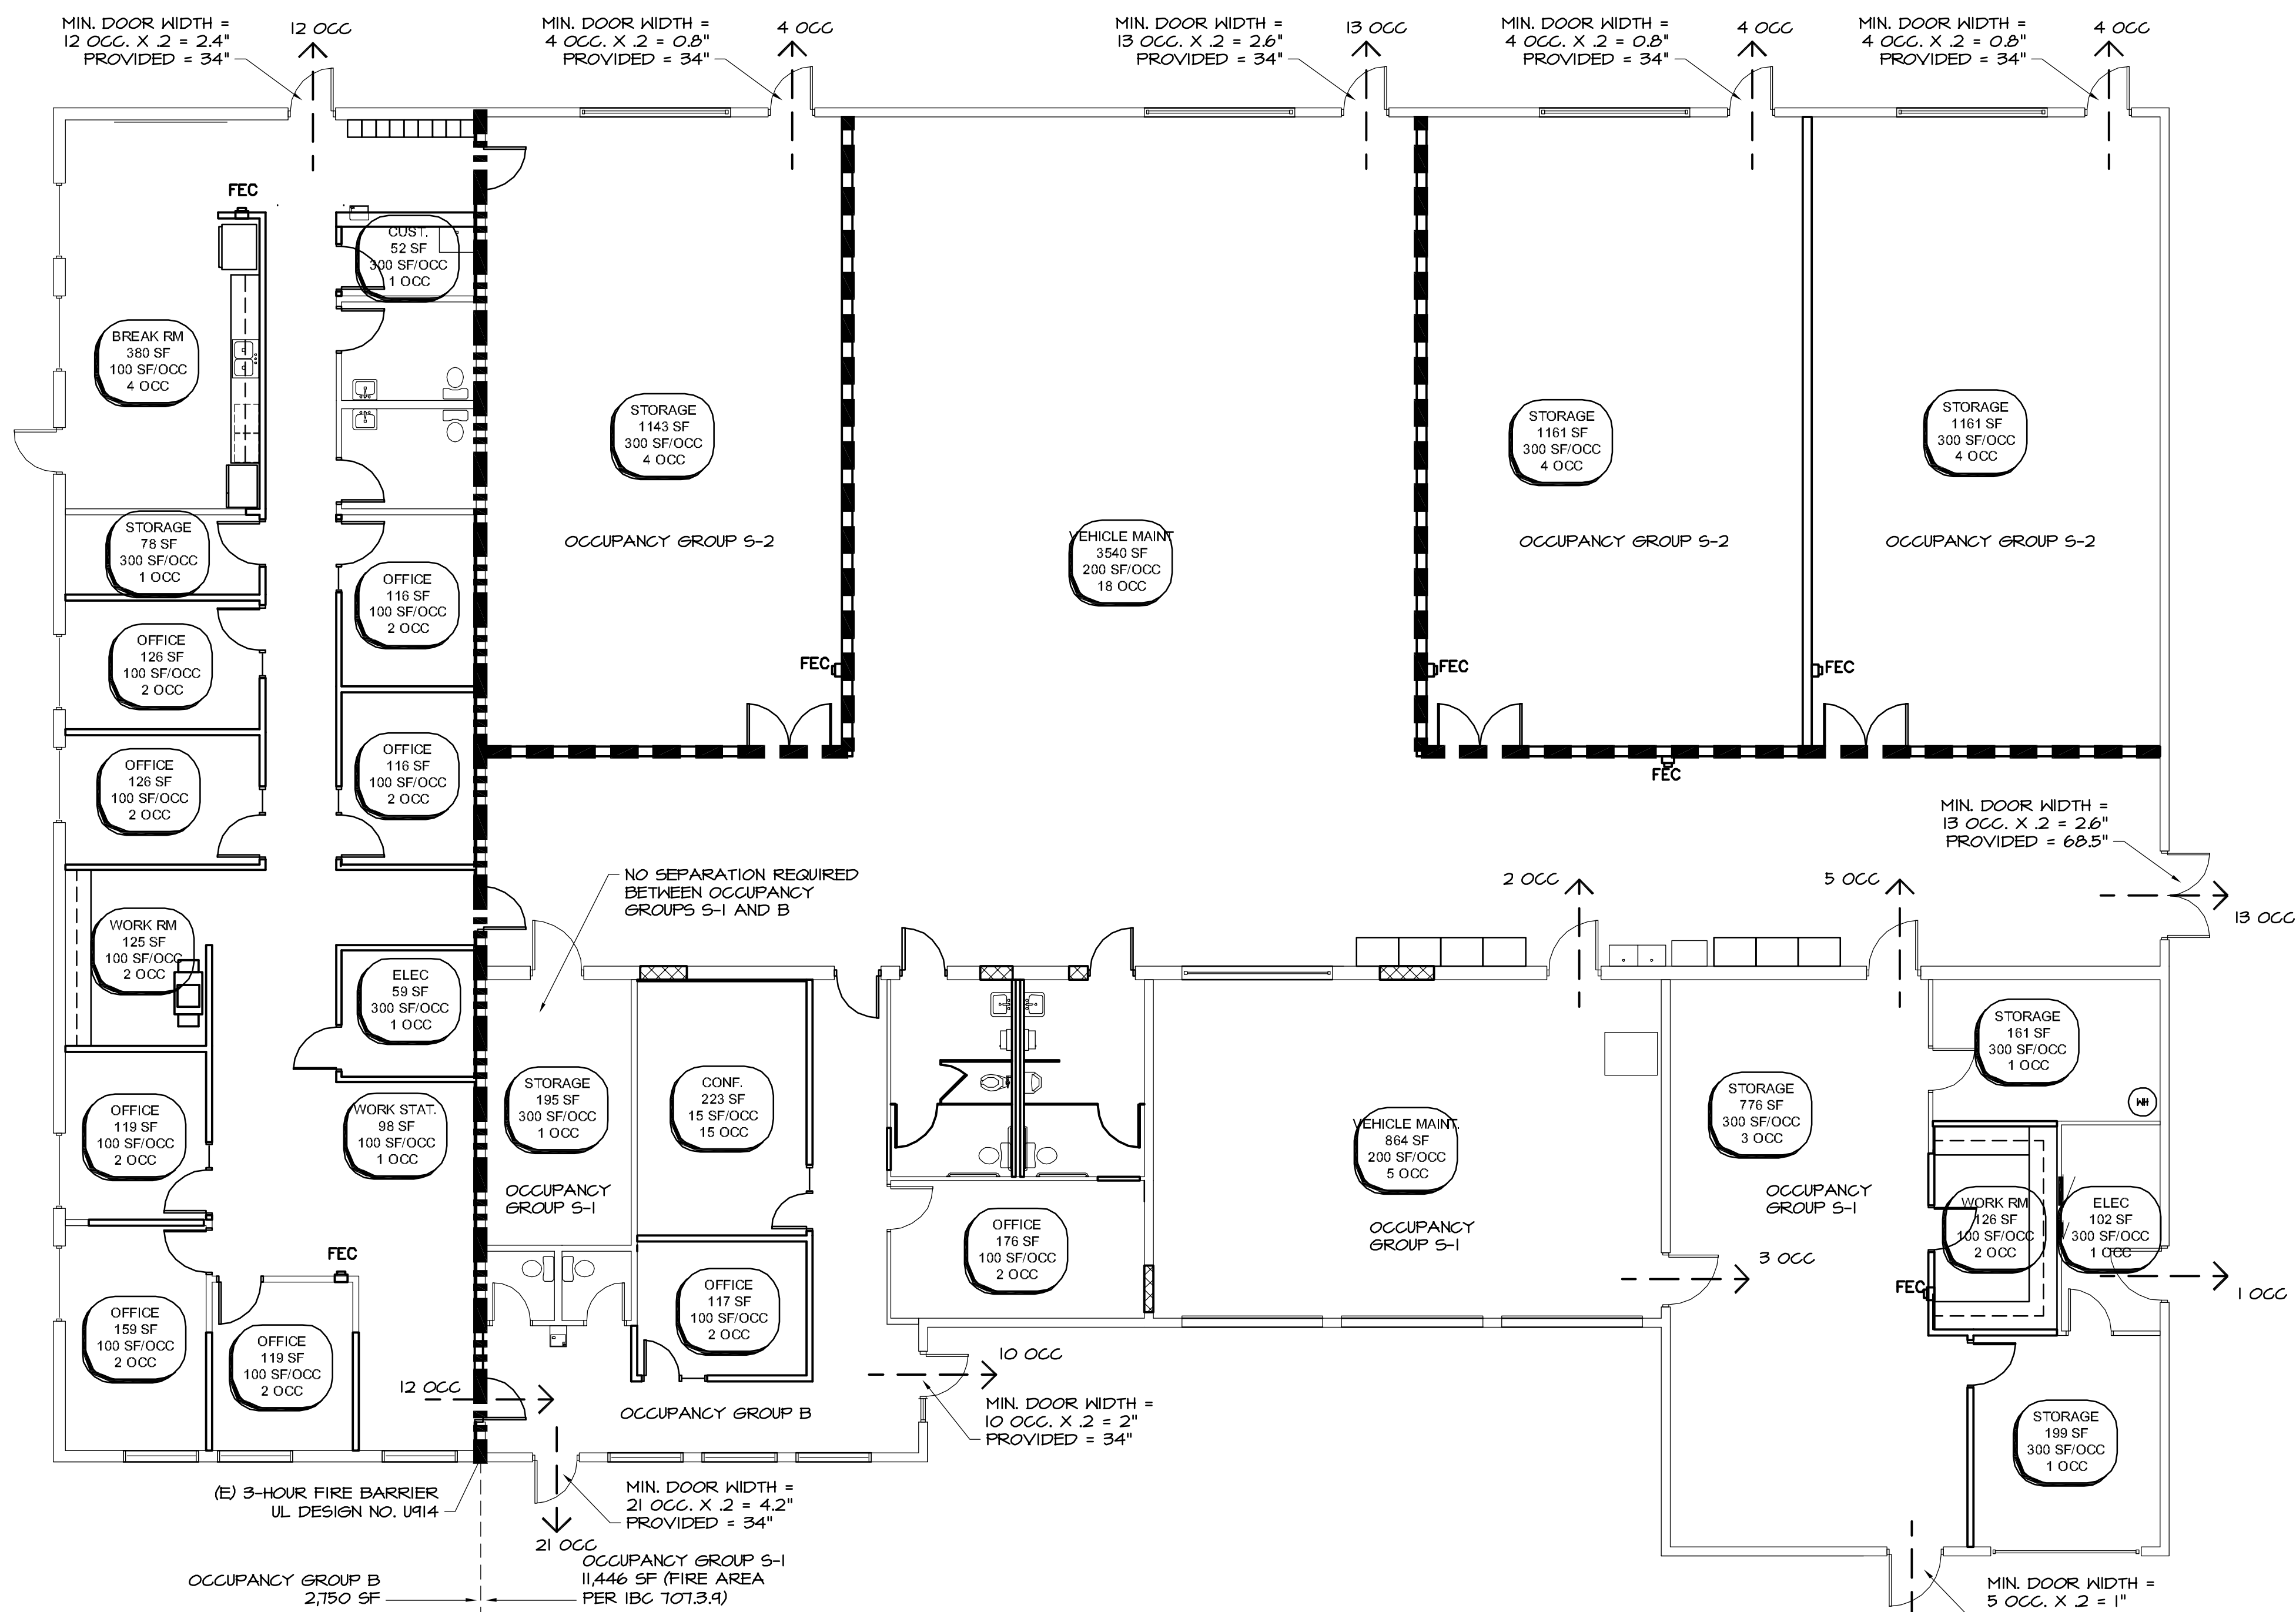 MIN. DOOR WIDTH =
12 OCC. X .2 = 2.4"
PROVIDED = 34"
12 OCC
MIN. DOOR WIDTH =
4 OCC. X .2 = 0.8"
PROVIDED = 34"
4 OCC
MIN. DOOR WIDTH =
13 OCC. X .2 = 2.6"
PROVIDED = 34"
13 OCC
MIN. DOOR WIDTH =
4 OCC. X .2 = 0.8"
PROVIDED = 34"
4 OCC
MIN. DOOR WIDTH =
4 OCC. X .2 = 0.8"
PROVIDED = 34"
4 OCC
FEC
CUST.
52 SF
300 SF/OCC
1 OCC
BREAK RM
380 SF
100 SF/OCC
4 OCC
STORAGE
1143 SF
300 SF/OCC
4 OCC
STORAGE
1161 SF
300 SF/OCC
4 OCC
STORAGE
1161 SF
300 SF/OCC
4 OCC
OCCUPANCY GROUP S-2
VEHICLE MAINT
3540 SF
200 SF/OCC
18 OCC
OCCUPANCY GROUP S-2
OCCUPANCY GROUP S-2
STORAGE
78 SF
300 SF/OCC
1 OCC
OFFICE
116 SF
100 SF/OCC
2 OCC
OFFICE
126 SF
100 SF/OCC
2 OCC
FEC
FEC
FEC
OFFICE
126 SF
100 SF/OCC
2 OCC
OFFICE
116 SF
100 SF/OCC
2 OCC
FEC
MIN. DOOR WIDTH =
13 OCC. X .2 = 2.6"
PROVIDED = 68.5"
13 OCC
NO SEPARATION REQUIRED
BETWEEN OCCUPANCY
GROUPS S-1 AND B
2 OCC
5 OCC
WORK RM
125 SF
100 SF/OCC
2 OCC
ELEC
59 SF
300 SF/OCC
1 OCC
STORAGE
161 SF
300 SF/OCC
1 OCC
WH
OFFICE
119 SF
100 SF/OCC
2 OCC
WORK STAT.
98 SF
100 SF/OCC
1 OCC
STORAGE
195 SF
300 SF/OCC
1 OCC
OCCUPANCY
GROUP S-1
CONF.
223 SF
15 SF/OCC
15 OCC
VEHICLE MAINT.
864 SF
200 SF/OCC
5 OCC
OCCUPANCY
GROUP S-1
STORAGE
776 SF
300 SF/OCC
3 OCC
OCCUPANCY
GROUP S-1
WORK RM
126 SF
100 SF/OCC
2 OCC
ELEC
102 SF
300 SF/OCC
1 OCC
OFFICE
176 SF
100 SF/OCC
2 OCC
3 OCC
FEC
1 OCC
FEC
OFFICE
159 SF
100 SF/OCC
2 OCC
OFFICE
119 SF
100 SF/OCC
2 OCC
OFFICE
117 SF
100 SF/OCC
2 OCC
12 OCC
10 OCC
OCCUPANCY GROUP B
MIN. DOOR WIDTH =
10 OCC. X .2 = 2"
PROVIDED = 34"
STORAGE
199 SF
300 SF/OCC
1 OCC
(E) 3-HOUR FIRE BARRIER
UL DESIGN NO. U914
MIN. DOOR WIDTH =
21 OCC. X .2 = 4.2"
PROVIDED = 34"
21 OCC
OCCUPANCY GROUP B
2,750 SF
OCCUPANCY GROUP S-1
11,446 SF (FIRE AREA
PER IBC 707.3.9)
MIN. DOOR WIDTH =
5 OCC. X .2 = 1"